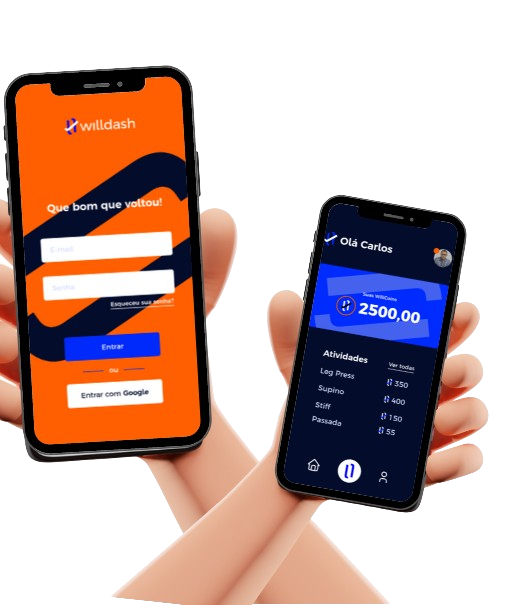 willdash
Que bom que voltou!
E-mail
Senha
Esqueceu sua senha?
Entrar
ou
Entrar com Google
Olá Carlos
Suas WillCoins
2500,00
Atividades Ver todas
Leg Press 350
Supino 400
Stiff 150
Passada 55